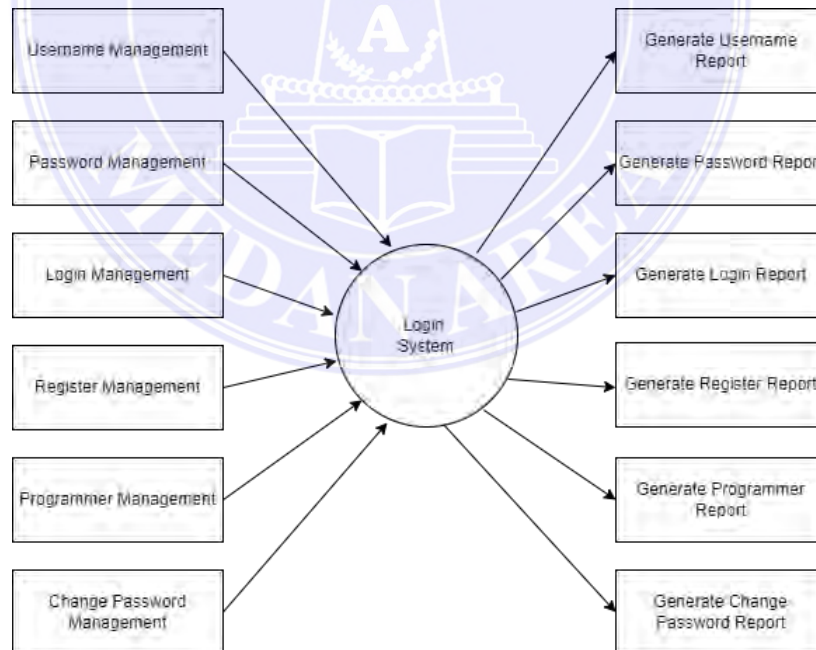 A
Username Management
Generate Username
Report
Password Management
Generate Password Report
Login Management
Generate Login Report
Login
System
Register Management
Generate Register Report
Programmer Management
Generate Programmer
Report
Change Password
Management
Generate Change
Password Report
MEDAN AREA